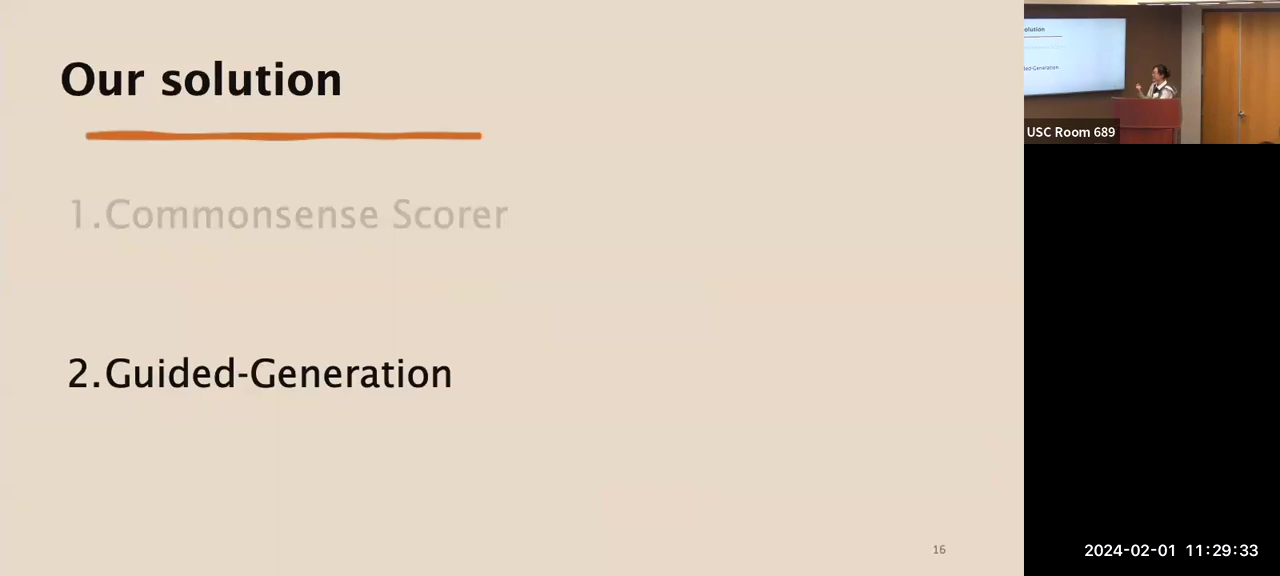 Our solution
1.Commonsense Scorer
2.Guided-Generation
16
olution
ded-Generation
USC Room 689
2024-02-01 11:29:33